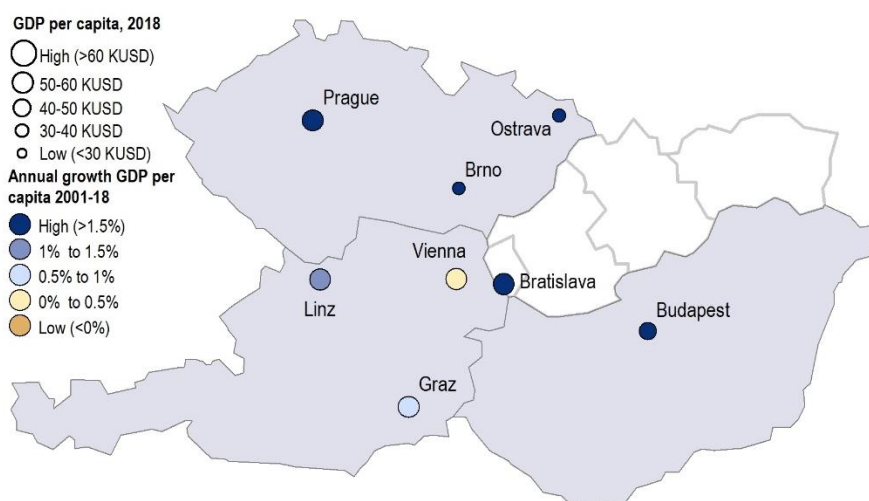 GDP per capita, 2018
High (>60 KUSD)
50-60 KUSD
40-50 KUSD
30-40 KUSD
Low (<30 KUSD)
Annual growth GDP per
capita 2001-18
High (>1.5%)
1% to 1.5%
0.5% to 1%
0% to 0.5%
Low (<0%)
Prague
Ostrava
Brno
Vienna
Linz
Bratislava
Budapest
Graz